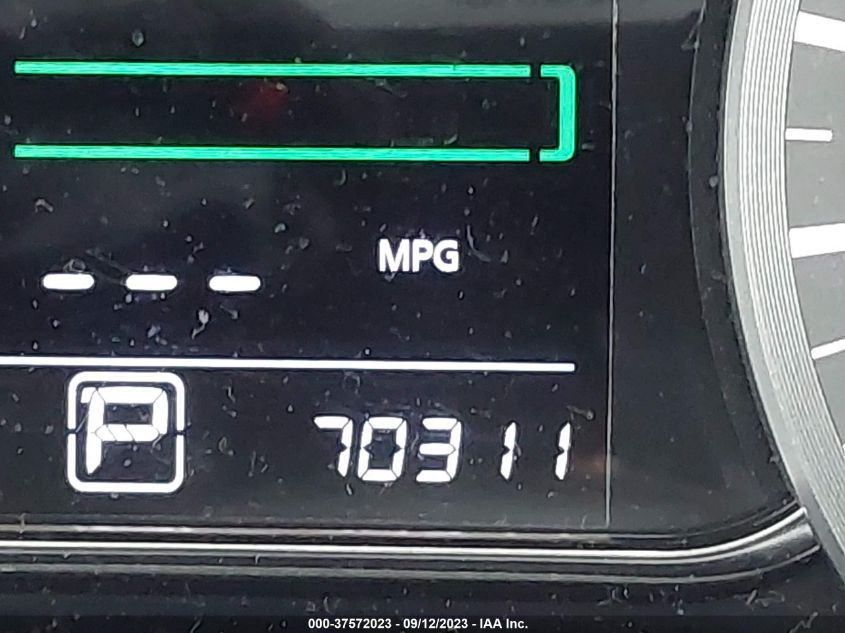 MPG
---
P 70311
000-37572023 - 09/12/2023 - IAA Inc.